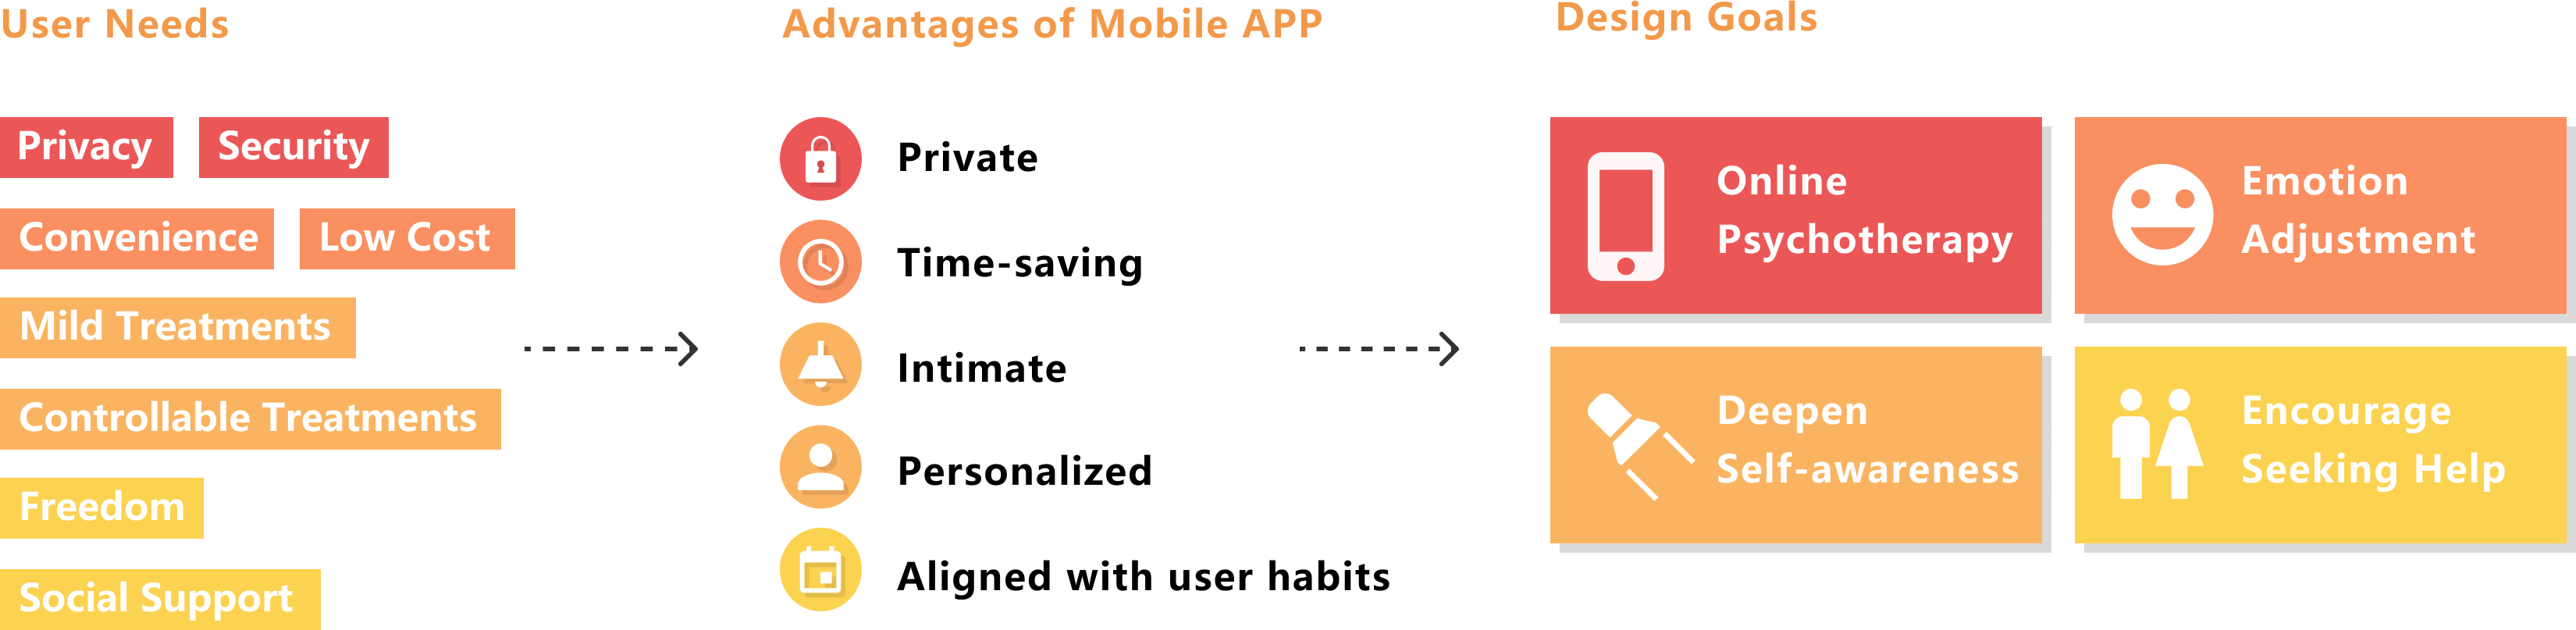 User Needs
Privacy
Security
Convenience
Low Cost
Mild Treatments
Controllable Treatments
Freedom
Social Support
Advantages of Mobile APP
Private
Time-saving
Intimate
Personalized
Aligned with user habits
Design Goals
Online
Psychotherapy
Emotion
Adjustment
Deepen
Self-awareness
Encourage
Seeking Help